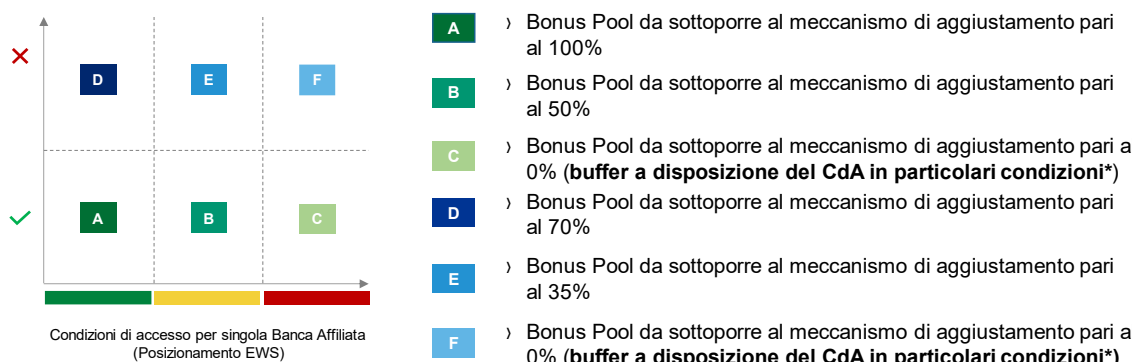 D
E
F
A
B
C
Condizioni di accesso per singola Banca Affiliata
(Posizionamento EWS)
A
› Bonus Pool da sottoporre al meccanismo di aggiustamento pari
al 100%
B
› Bonus Pool da sottoporre al meccanismo di aggiustamento pari
al 50%
C
› Bonus Pool da sottoporre al meccanismo di aggiustamento pari a
0% (buffer a disposizione del CdA in particolari condizioni*)
D
› Bonus Pool da sottoporre al meccanismo di aggiustamento pari
al 70%
E
› Bonus Pool da sottoporre al meccanismo di aggiustamento pari
al 35%
F
› Bonus Pool da sottoporre al meccanismo di aggiustamento pari a
0% (buffer a disposizione del CdA in particolari condizioni*)